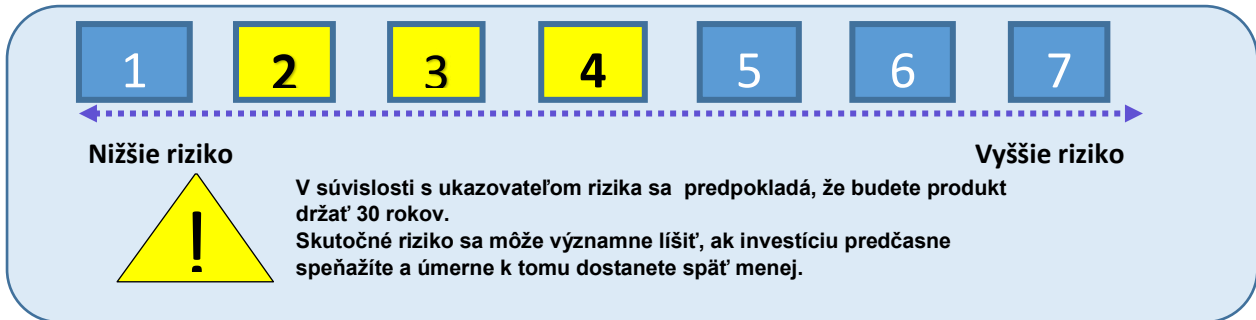 1 2 3 4 5 6 7
Nižšie riziko Vyššie riziko
!
V súvislosti s ukazovateľom rizika sa predpokladá, že budete produkt
držať 30 rokov.
Skutočné riziko sa môže významne líšiť, ak investíciu predčasne
speňažíte a úmerne k tomu dostanete späť menej.